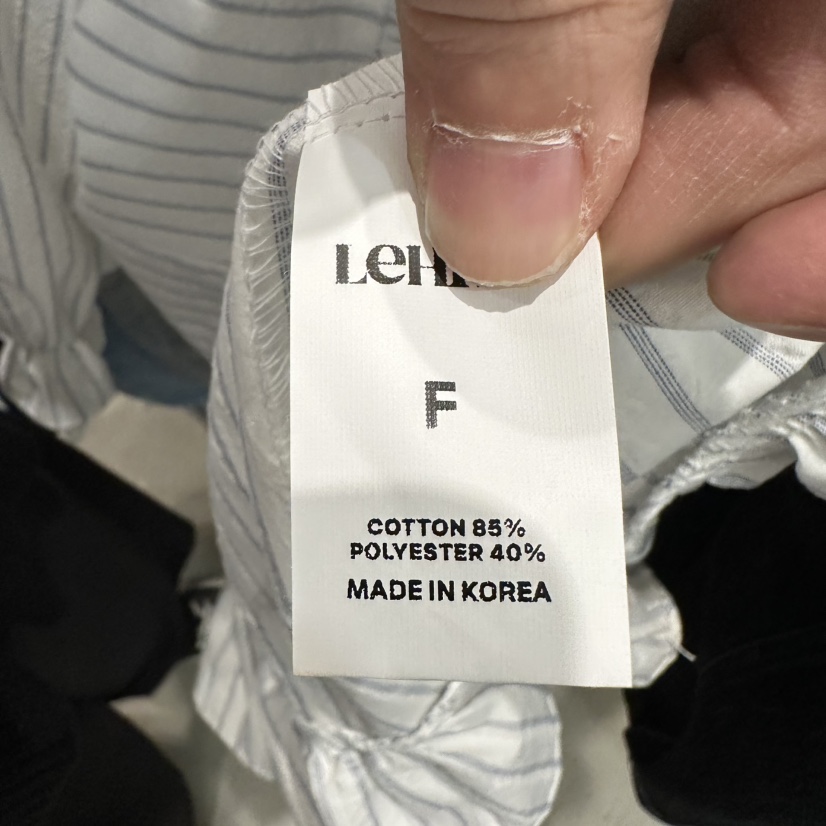 F
COTTON 85%
POLYESTER 40%
MADE IN KOREA